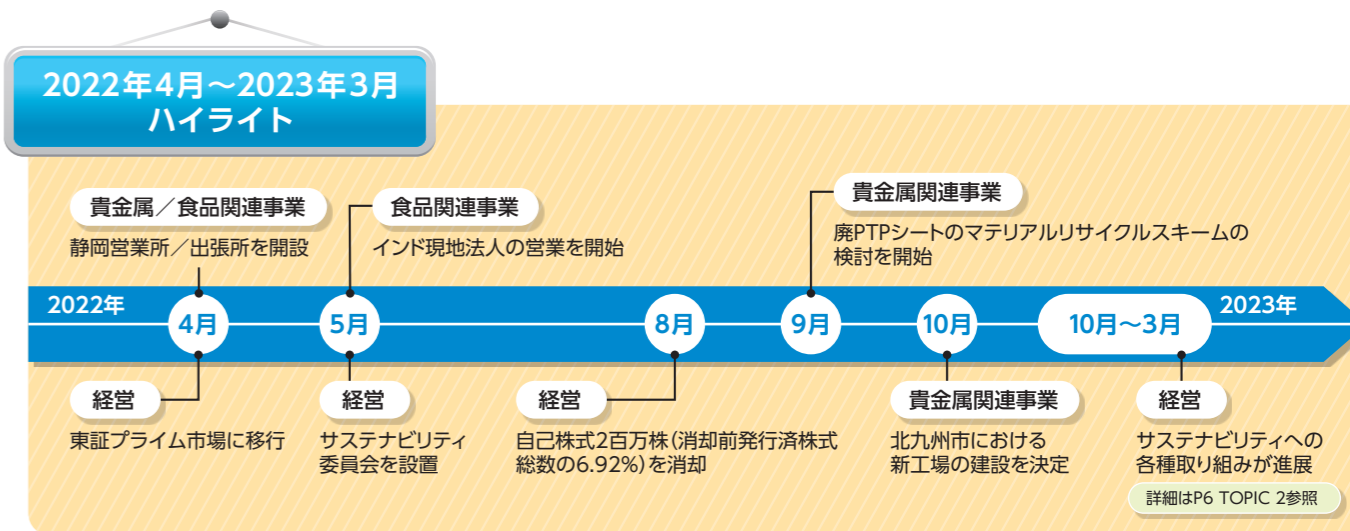 2022年4月～2023年3月
ハイライト
貴金属／食品関連事業
静岡営業所／出張所を開設
食品関連事業
インド現地法人の営業を開始
貴金属関連事業
廃PTPシートのマテリアルリサイクルスキームの
検討を開始
2022年
4月
5月
8月
9月
10月
10月～3月
2023年
経営
東証プライム市場に移行
経営
サステナビリティ
委員会を設置
経営
自己株式2百万株(消却前発行済株式
総数の6.92%)を消却
貴金属関連事業
北九州市における
新工場の建設を決定
経営
サステナビリティへの
各種取り組みが進展
詳細はP6 TOPIC 2参照